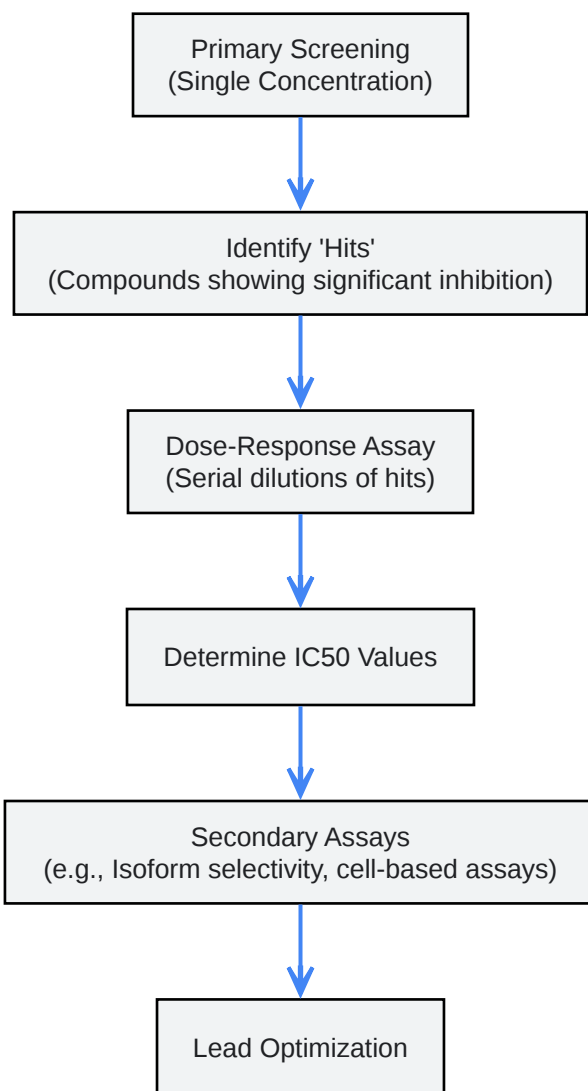 Primary Screening
(Single Concentration)
Identify 'Hits'
(Compounds showing significant inhibition)
Dose-Response Assay
(Serial dilutions of hits)
Determine IC50 Values
Secondary Assays
(e.g., Isoform selectivity, cell-based assays)
Lead Optimization